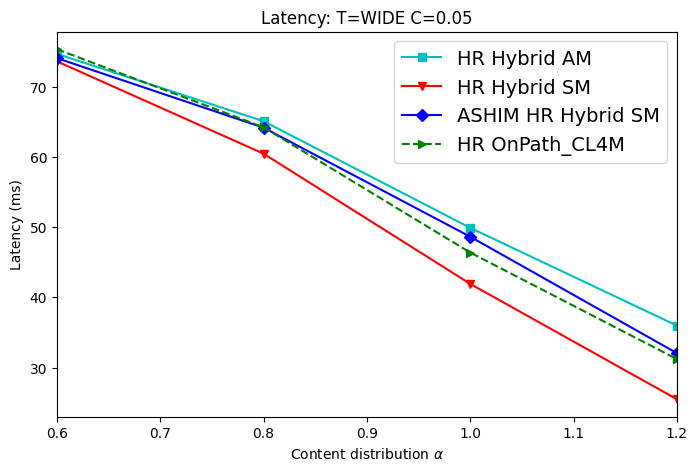 Latency: T=WIDE C=0.05
HR Hybrid AM
HR Hybrid SM
ASHIM HR Hybrid SM
HR OnPath_CL4M
Latency (ms)
70
60
50
40
30
0.6 0.7 0.8 0.9 1.0 1.1 1.2
Content distribution α